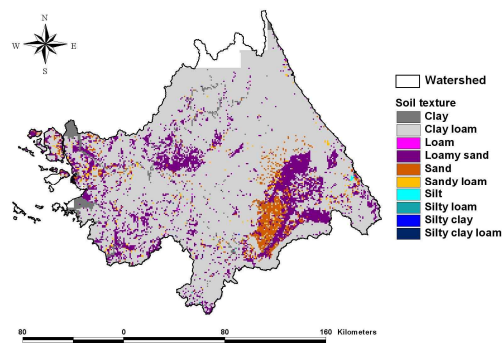 N
W
E
S
Watershed
Soil texture
Clay
Clay loam
Loam
Loamy sand
Sand
Sandy loam
Silt
Silty loam
Silty clay
Silty clay loam
80 0 80 160 Kilometers